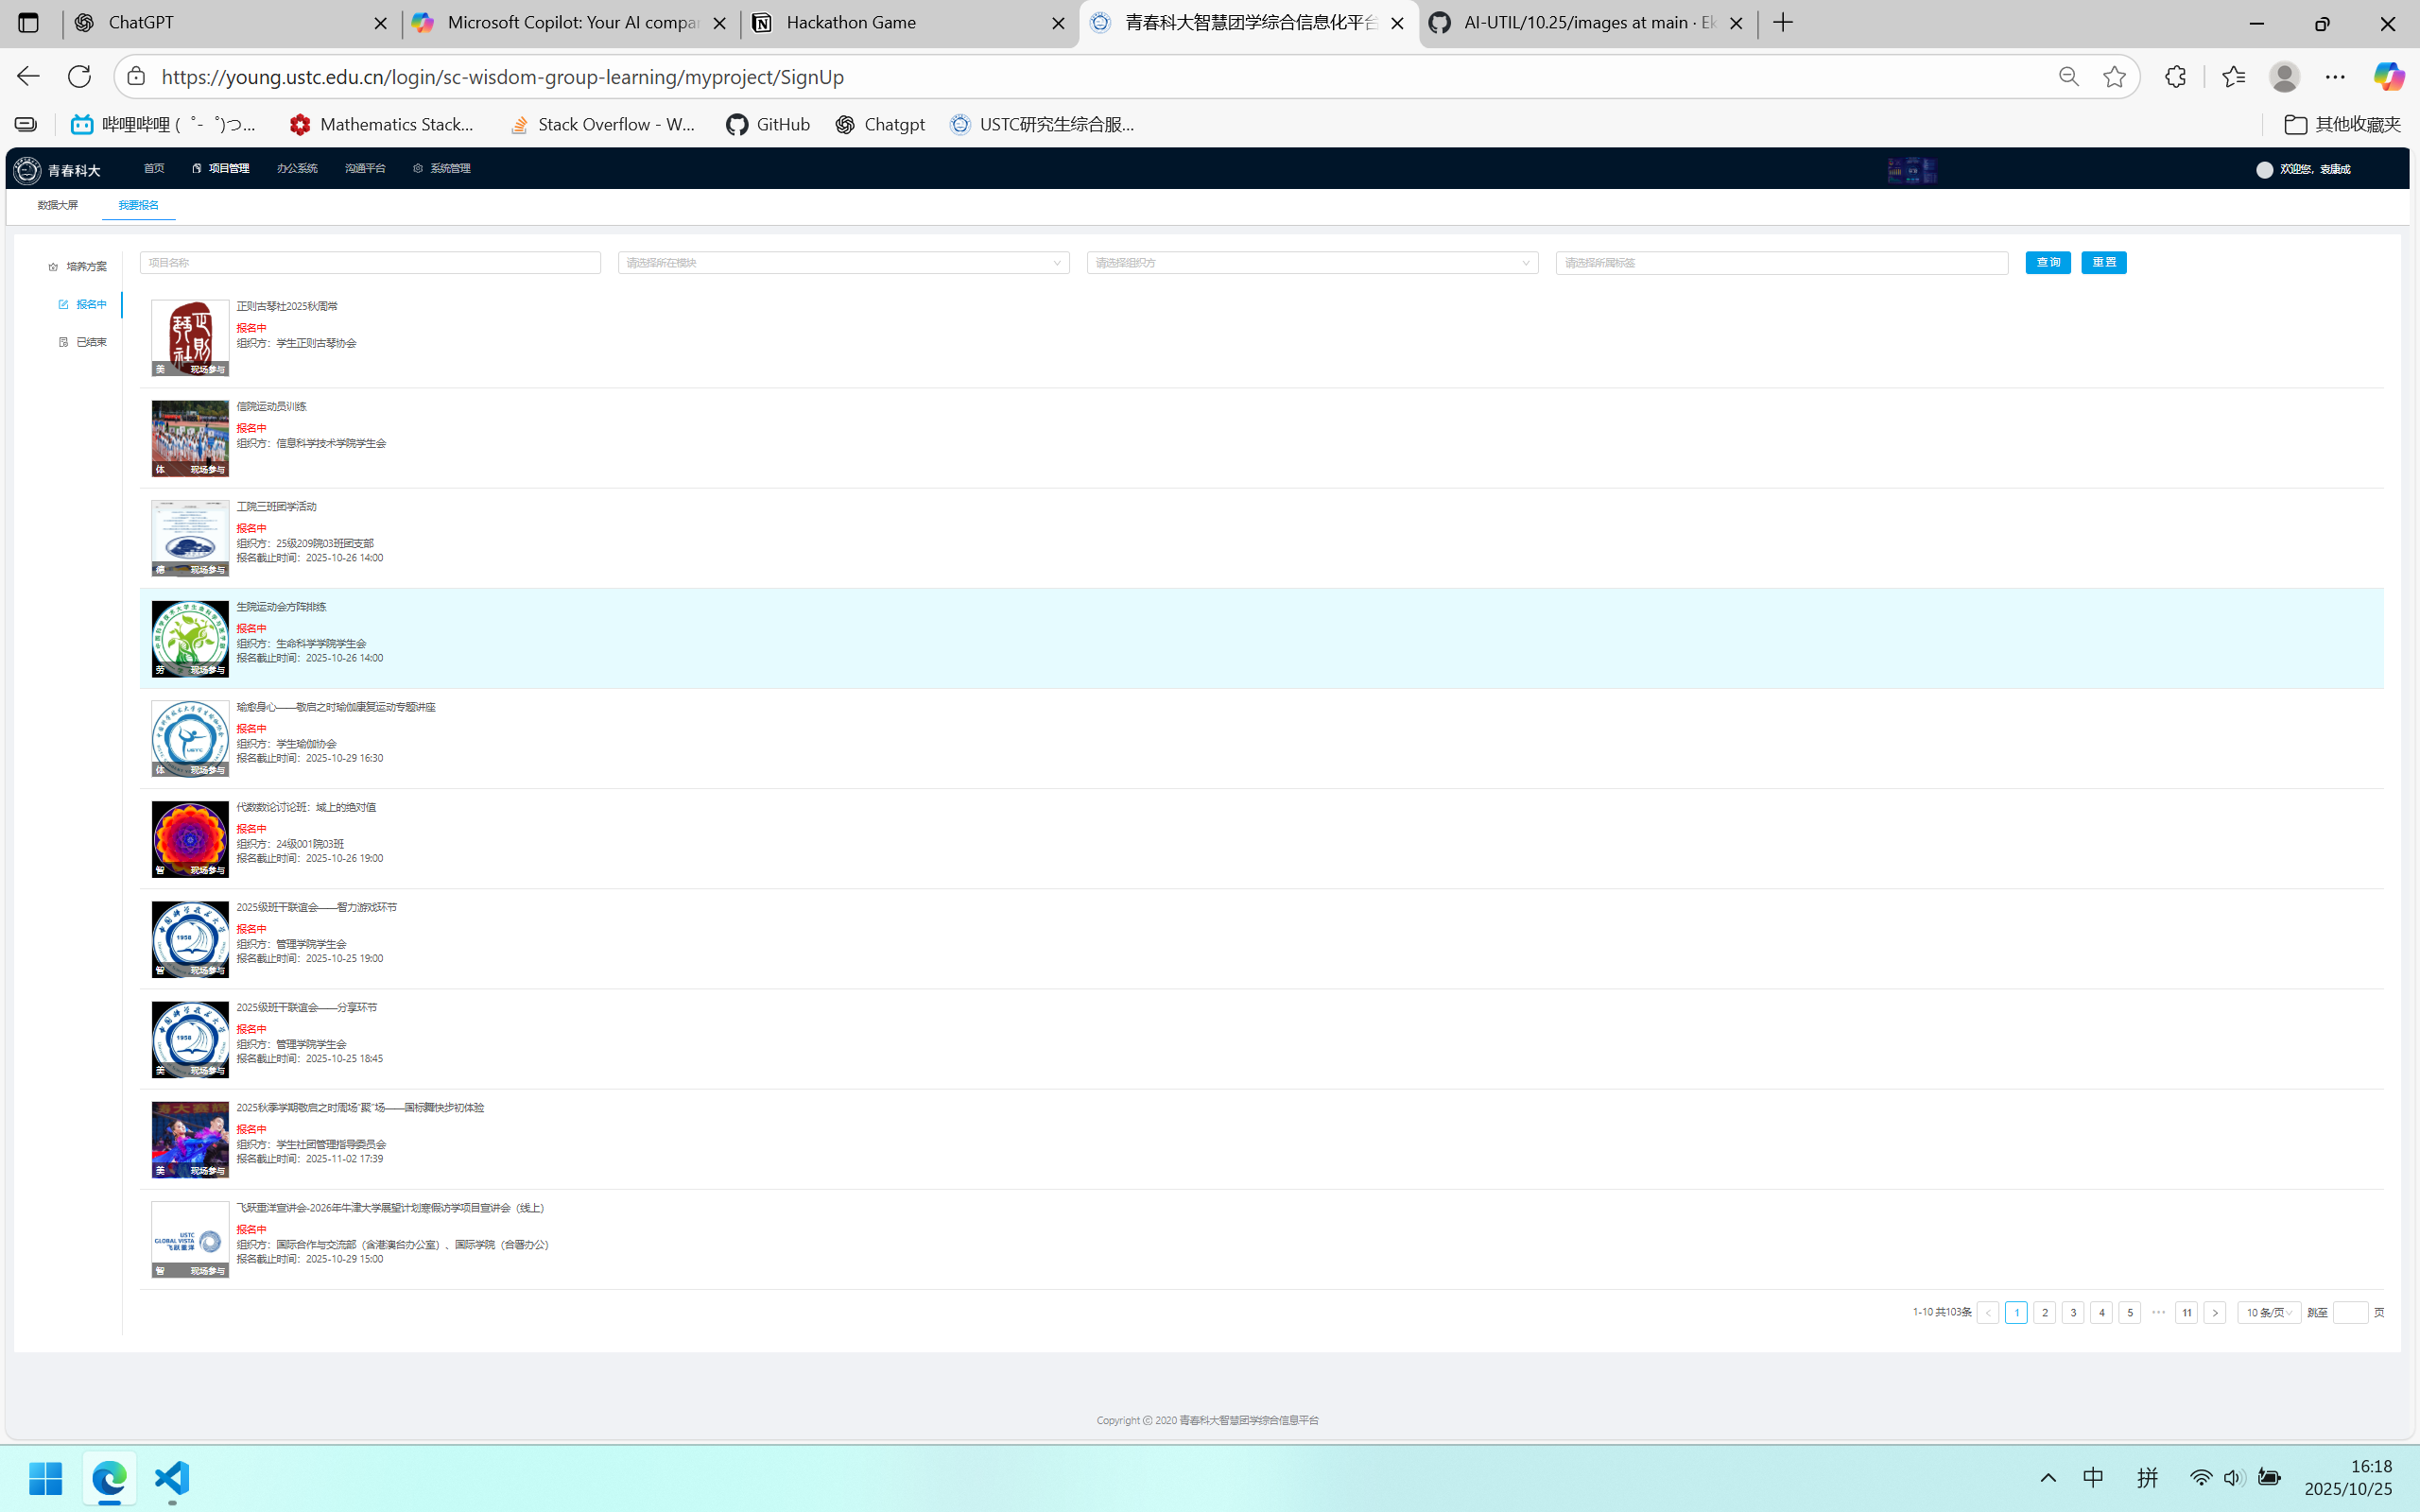 ChatGPT
Microsoft Copilot: Your AI compar
Hackathon Game
青春科大智慧团学综合信息化平台
AI-UTIL/10.25/images at main · Ek
https://young.ustc.edu.cn/login/sc-wisdom-group-learning/myproject/SignUp
哔哩哔哩 ( ゜- ゜)つ...
Mathematics Stack...
Stack Overflow - W...
GitHub
Chatgpt
USTC研究生综合服...
其他收藏夹
青春科大
首页
项目管理
办公系统
沟通平台
系统管理
欢迎您，袁康成
数据大屏
我要报名
培养方案
报名中
已结束
项目名称
请选择所在模块
请选择组织方
请选择所属标签
查 询
重 置
正则古琴社2025秋周常
报名中
组织方：学生正则古琴协会
美 现场参与
信院运动员训练
报名中
组织方：信息科学技术学院学生会
体 现场参与
工院三班团学活动
报名中
组织方：25级209院03班团支部
报名截止时间：2025-10-26 14:00
德 现场参与
生院运动会方阵排练
报名中
组织方：生命科学学院学生会
报名截止时间：2025-10-26 14:00
劳 现场参与
瑜愈身心——敬启之时瑜伽康复运动专题讲座
报名中
组织方：学生瑜伽协会
报名截止时间：2025-10-29 16:30
体 现场参与
代数数论讨论班：域上的绝对值
报名中
组织方：24级001院03班
报名截止时间：2025-10-26 19:00
智 现场参与
2025级班干联谊会——智力游戏环节
报名中
组织方：管理学院学生会
报名截止时间：2025-10-25 19:00
智 现场参与
2025级班干联谊会——分享环节
报名中
组织方：管理学院学生会
报名截止时间：2025-10-25 18:45
美 现场参与
2025秋季学期敬启之时周场“聚”场——国标舞快步初体验
报名中
组织方：学生社团管理指导委员会
报名截止时间：2025-11-02 17:39
美 现场参与
飞跃重洋宣讲会-2026年牛津大学展望计划寒假访学项目宣讲会（线上）
报名中
组织方：国际合作与交流部（含港澳台办公室）、国际学院（合署办公）
报名截止时间：2025-10-29 15:00
USTC
GLOBAL VISTA
飞跃重洋
智 现场参与
1-10 共103条 < 1 2 3 4 5 ••• 11 > 10 条/页 跳至 页
Copyright © 2020 青春科大智慧团学综合信息平台
中
拼
16:18
2025/10/25